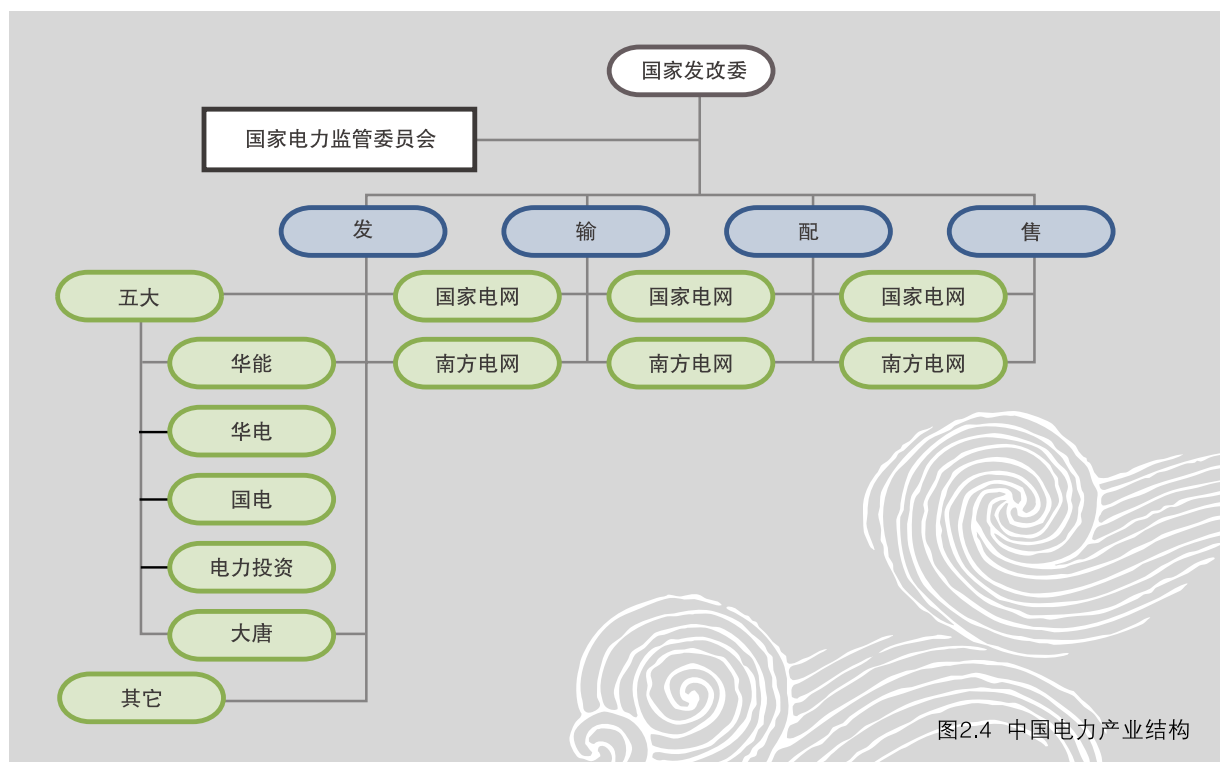 国家发改委
国家电力监管委员会
发
输
配
售
五大
国家电网
国家电网
国家电网
华能
南方电网
南方电网
南方电网
华电
国电
电力投资
大唐
其它
图2.4 中国电力产业结构